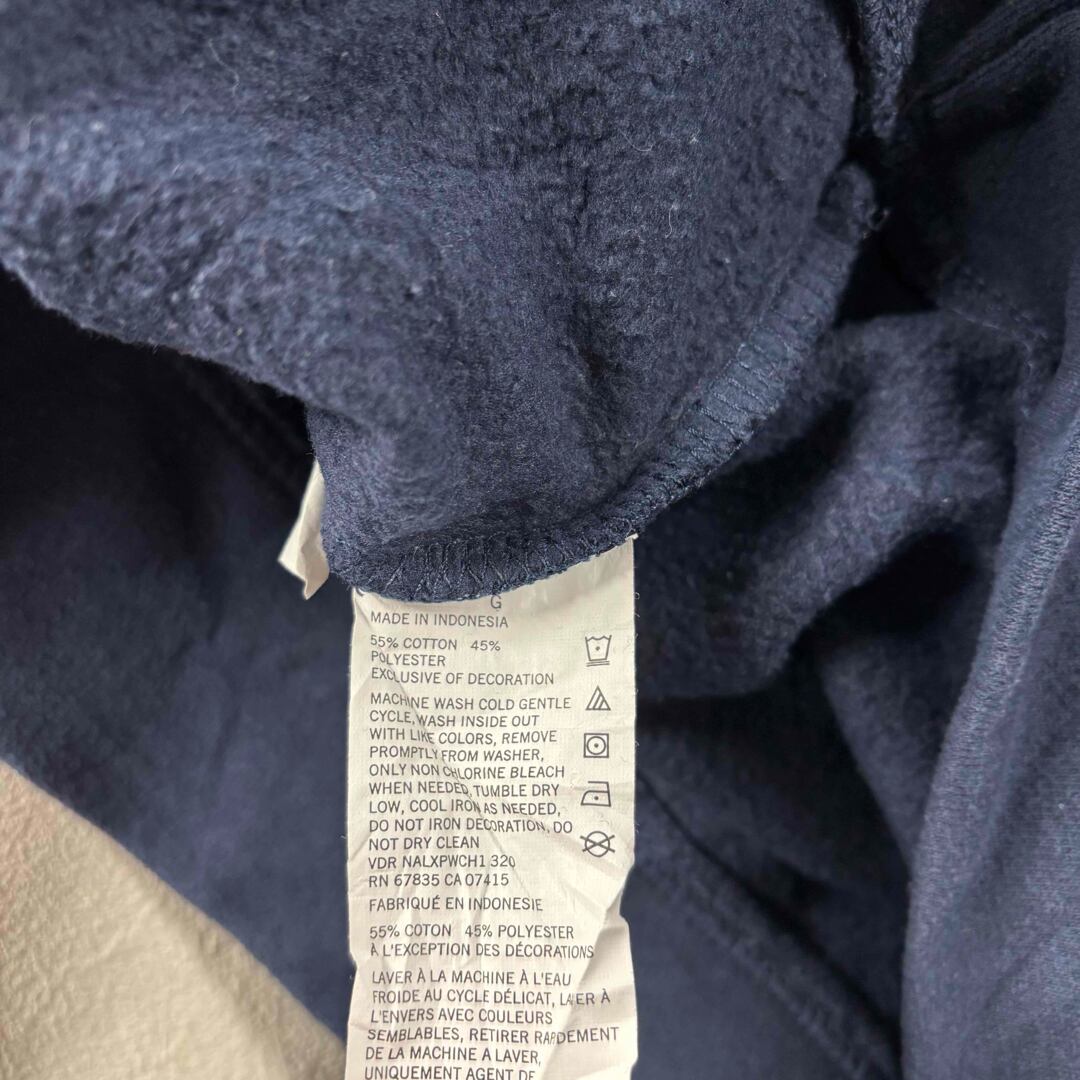 G
MADE IN INDONESIA
55% COTTON 45%
POLYESTER
EXCLUSIVE OF DECORATION
MACHINE WASH COLD GENTLE
CYCLE, WASH INSIDE OUT
WITH LIKE COLORS, REMOVE
PROMPTLY FROM WASHER,
ONLY NON CHLORINE BLEACH
WHEN NEEDED, TUMBLE DRY
LOW, COOL IRON AS NEEDED,
DO NOT IRON DECORATION, DO
NOT DRY CLEAN
VDR NALXPWCH1 320
RN 67835 CA 07415
FABRIQUÉ EN INDONESIE
55% COTON 45% POLYESTER
À L'EXCEPTION DES DÉCORATIONS
LAVER À LA MACHINE À L'EAU
FROIDE AU CYCLE DÉLICAT, LAVER À
L'ENVERS AVEC COULEURS
SEMBLABLES, RETIRER RAPIDEMENT
DE LA MACHINE A LAVER,
UNIQUEMENT AGENT DE